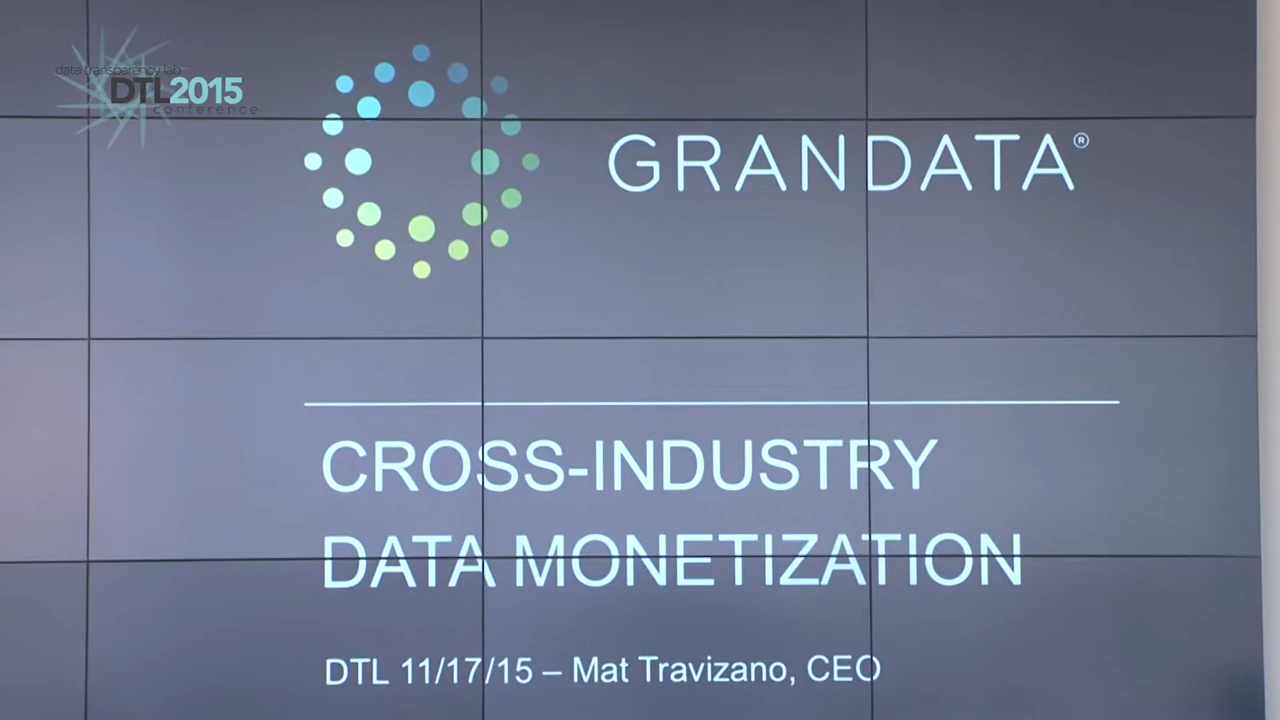 data transparency lab
DTL2015
conference
GRANDATA®
CROSS-INDUSTRY
DATA MONETIZATION
DTL 11/17/15 – Mat Travizano, CEO